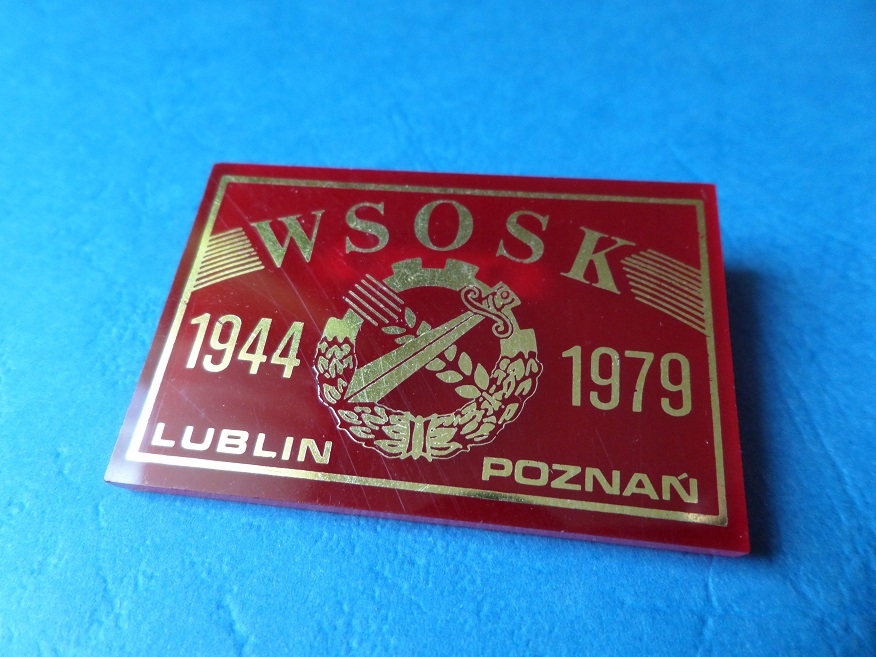 WSOSK
1944 1979
LUBLIN POZNAŃ